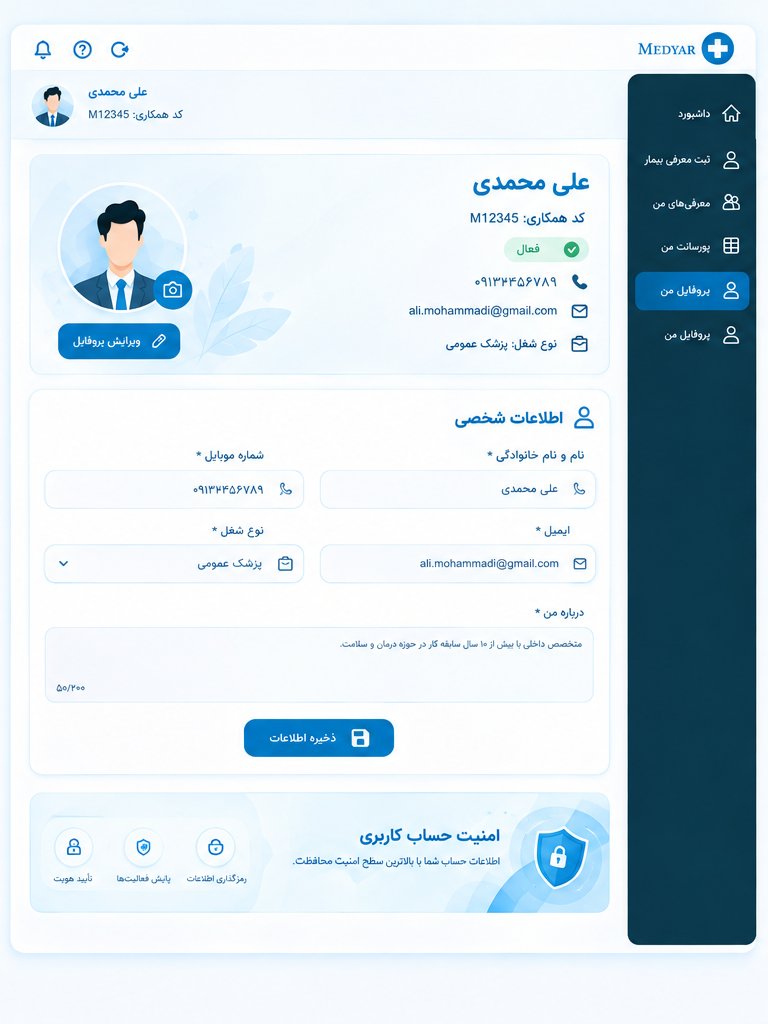 MEDYAR
علی محمدی
کد همکاری: M12345
داشبورد
ثبت معرفی بیمار
معرفی‌های من
پورسانت من
پروفایل من
پروفایل من
علی محمدی
کد همکاری: M12345
فعال
۰۹۱۲۳۴۵۶۷۸۹
ali.mohammadi@gmail.com
نوع شغل: پزشک عمومی
ویرایش پروفایل
اطلاعات شخصی
نام و نام خانوادگی *
علی محمدی
شماره موبایل *
۰۹۱۲۳۴۵۶۷۸۹
ایمیل *
ali.mohammadi@gmail.com
نوع شغل *
پزشک عمومی
درباره من *
متخصص داخلی با بیش از ۱۰ سال سابقه کار در حوزه درمان و سلامت.
۵۰/۲۰۰
ذخیره اطلاعات
امنیت حساب کاربری
اطلاعات حساب شما با بالاترین سطح امنیت محافظت.
رمزگذاری اطلاعات
پایش فعالیت‌ها
تأیید هویت